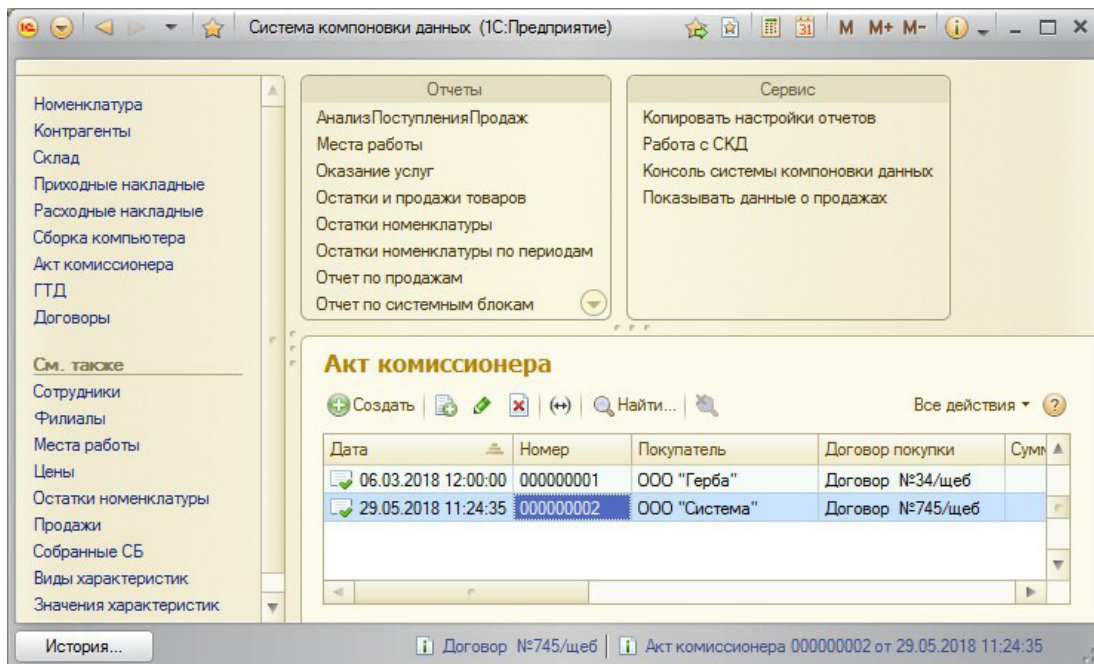 Система компоновки данных (1С:Предприятие)
31 M M+ M-
Номенклатура
Контрагенты
Склад
Приходные накладные
Расходные накладные
Сборка компьютера
Акт комиссионера
ГТД
Договоры
См. также
Сотрудники
Филиалы
Места работы
Цены
Остатки номенклатуры
Продажи
Собранные СБ
Виды характеристик
Значения характеристик
Отчеты
АнализПоступленияПродаж
Места работы
Оказание услуг
Остатки и продажи товаров
Остатки номенклатуры
Остатки номенклатуры по периодам
Отчет по продажам
Отчет по системным блокам
Сервис
Копировать настройки отчетов
Работа с СКД
Консоль системы компоновки данных
Показывать данные о продажах
Акт комиссионера
Создать Найти... Все действия ?
Дата Номер Покупатель Договор покупки Сумм
06.03.2018 12:00:00 000000001 ООО "Герба" Договор №34/щеб
29.05.2018 11:24:35 000000002 ООО "Система" Договор №745/щеб
История... Договор №745/щеб Акт комиссионера 000000002 от 29.05.2018 11:24:35